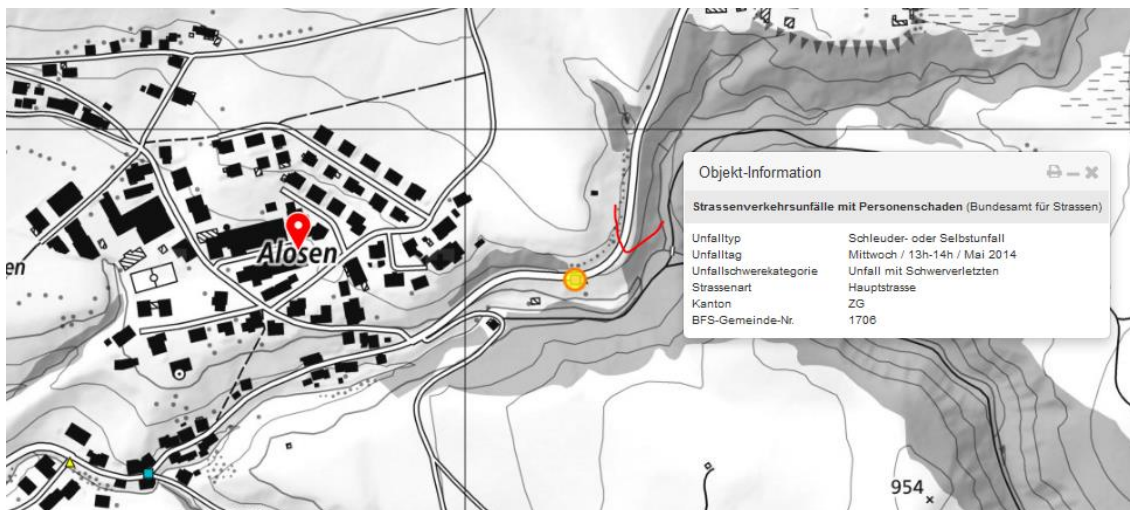 Objekt-Information
Strassenverkehrsunfälle mit Personenschaden (Bundesamt für Strassen)
Unfalltyp Schleuder- oder Selbstunfall
Unfalltag Mittwoch / 13h-14h / Mai 2014
Unfallschwerekategorie Unfall mit Schwerverletzten
Strassenart Hauptstrasse
Kanton ZG
BFS-Gemeinde-Nr. 1706
Alosen
en
954